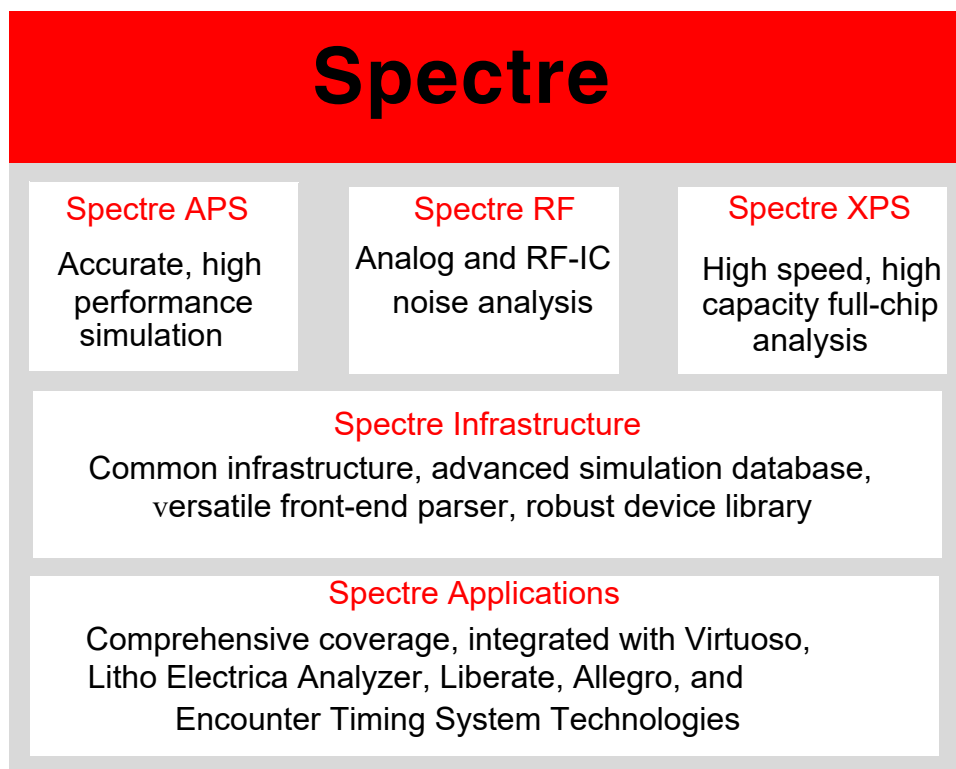 Spectre
Spectre APS
Accurate, high
performance
simulation
Spectre RF
Analog and RF-IC
noise analysis
Spectre XPS
High speed, high
capacity full-chip
analysis
Spectre Infrastructure
Common infrastructure, advanced simulation database,
versatile front-end parser, robust device library
Spectre Applications
Comprehensive coverage, integrated with Virtuoso,
Litho Electrica Analyzer, Liberate, Allegro, and
Encounter Timing System Technologies